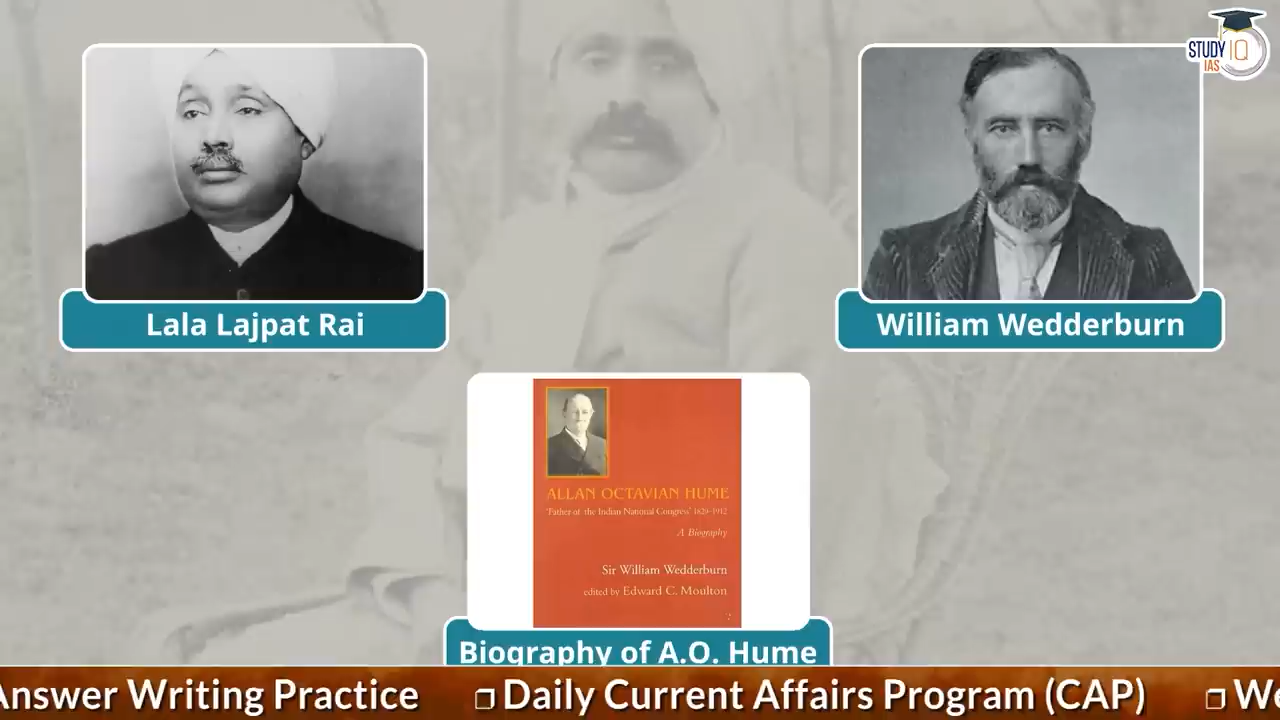 STUDY IQ
IAS
Lala Lajpat Rai
William Wedderburn
ALLAN OCTAVIAN HUME
'Father of the Indian National Congress' 1829-1912
A Biography
Sir William Wedderburn
edited by Edward C. Moulton
Biography of A.O. Hume
Answer Writing Practice ❐ Daily Current Affairs Program (CAP) ❐ We